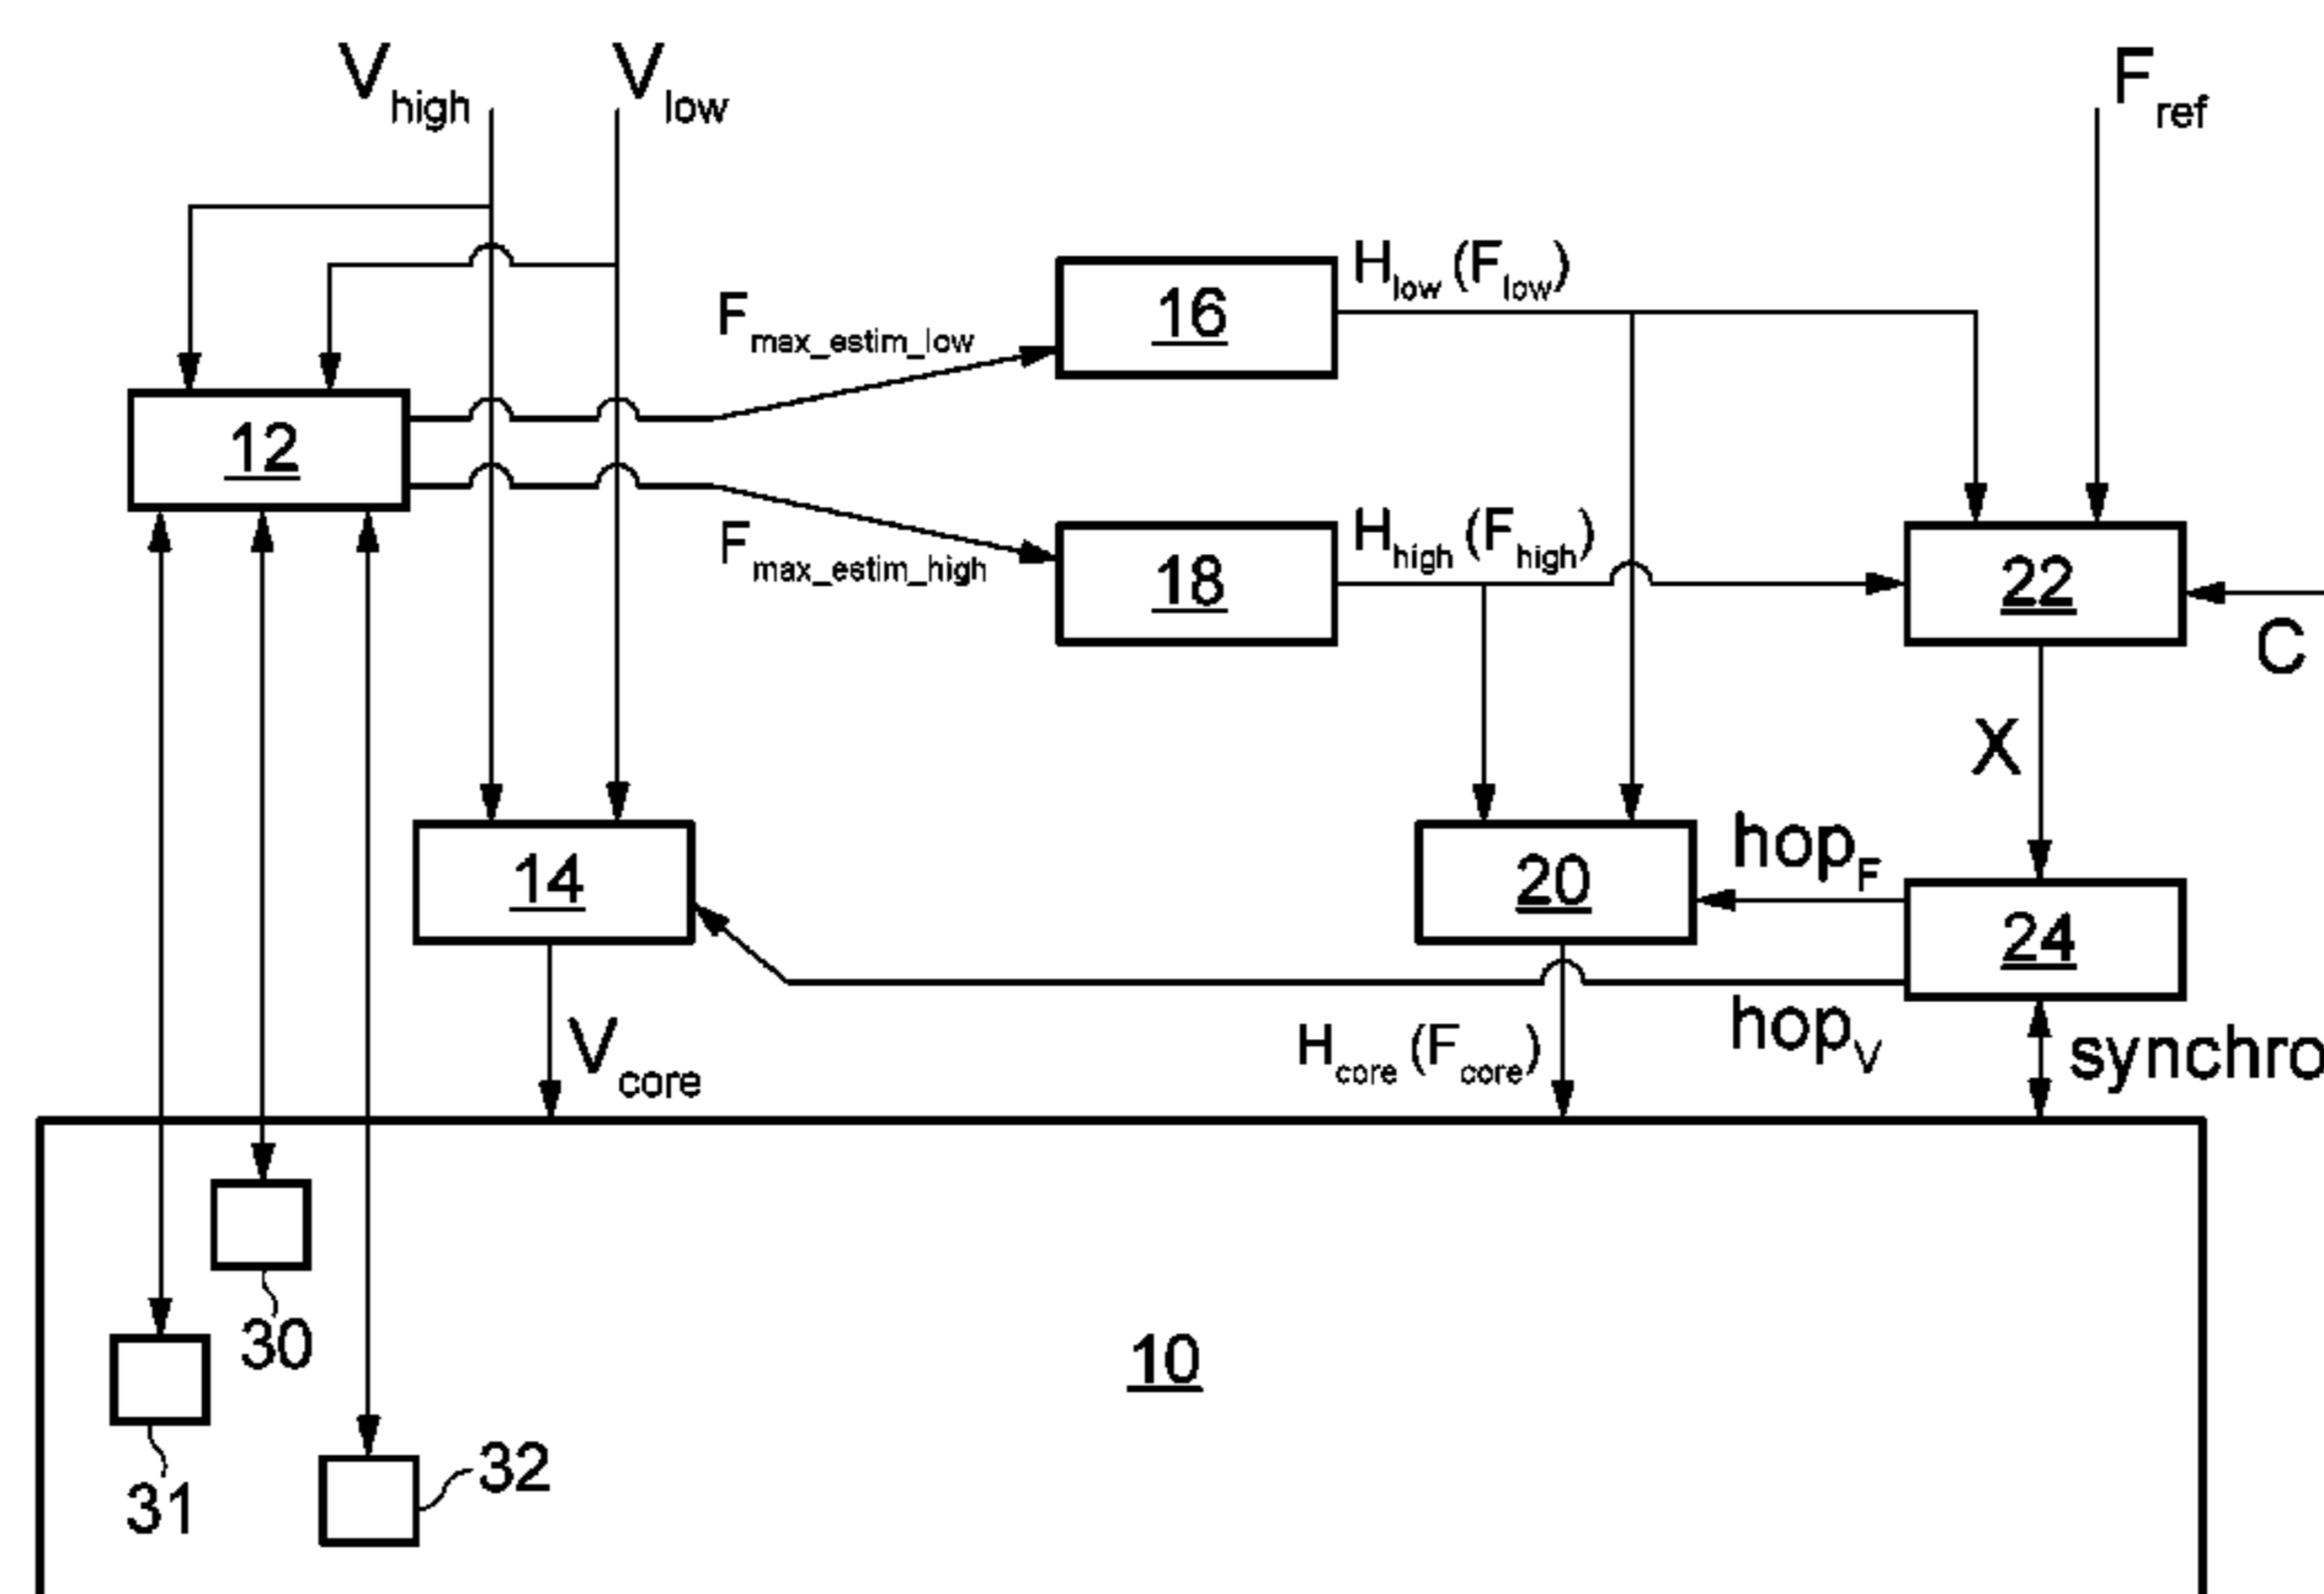 V_high V_low F_ref
H_low (F_low)
F_max_estim_low 16
12
H_high (F_high)
F_max_estim_high 18 22
C
X
14 20 hop_F
24
V_core H_core (F_core) hop_V synchro
30
10
32
31